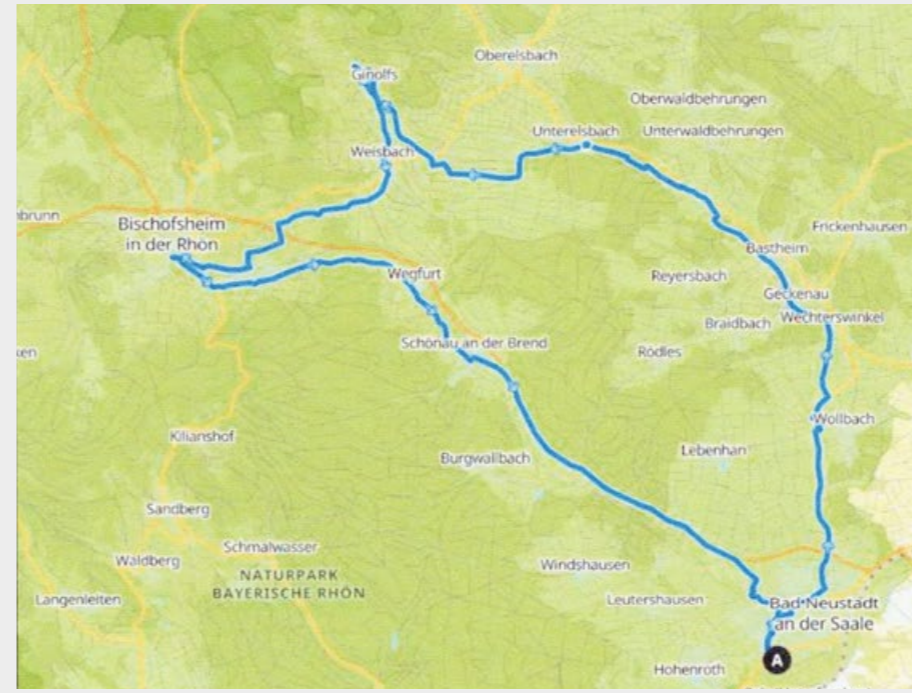 Oberelsbach
Ginolfs
Oberwaldbehrungen
Unterelsbach
Unterwaldbehrungen
Weisbach
nbrunn
Bischofsheim
in der Rhön
Frickenhausen
Bastheim
Wegfurt
Reyersbach
Geckenau
Wechterswinkel
Braidbach
Schönau an der Brend
Rödles
ken
Wollbach
Kilianshof
Lebenhan
Burgwallbach
Sandberg
Schmalwasser
Waldberg
Windshausen
NATURPARK
BAYERISCHE RHÖN
Langenleiten
Leutershausen
Bad Neustadt
an der Saale
A
Hohenroth